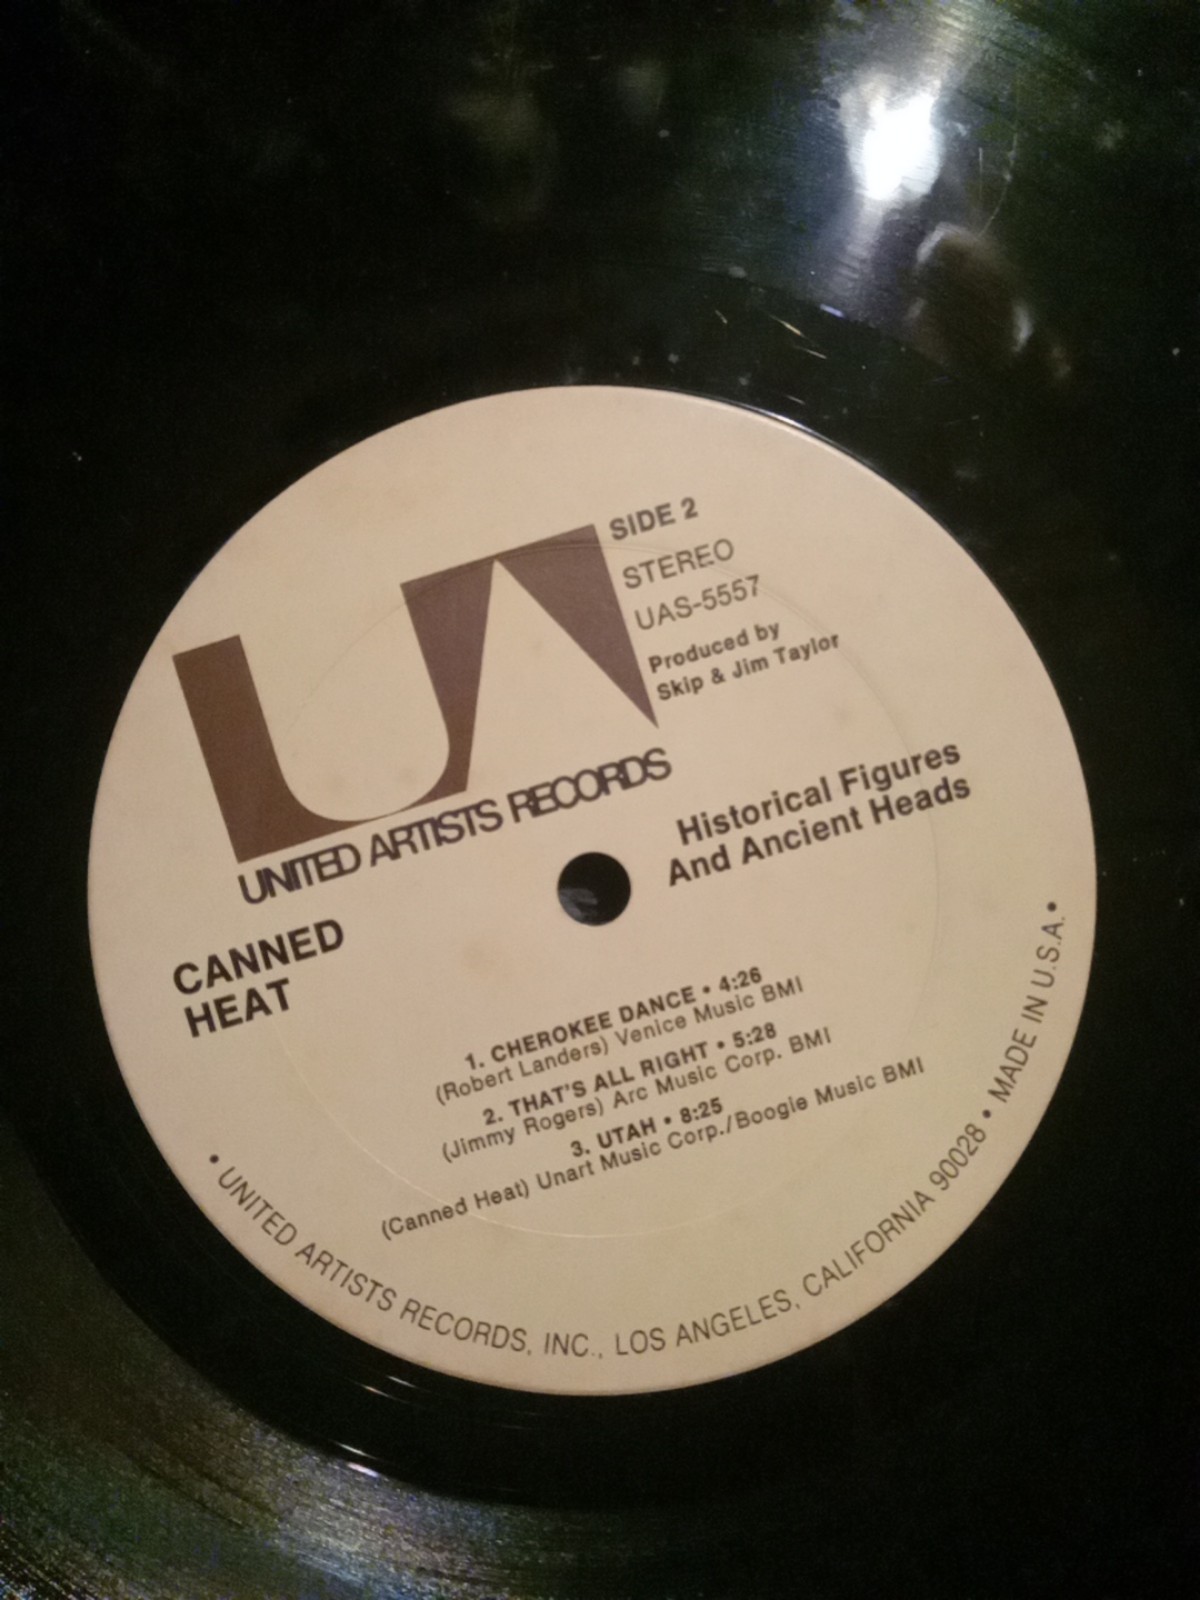 SIDE 2
STEREO
UAS-5557
Produced by
Skip & Jim Taylor
UA
UNITED ARTISTS RECORDS
Historical Figures
And Ancient Heads
CANNED
HEAT
1. CHEROKEE DANCE • 4:26
(Robert Landers) Venice Music BMI
2. THAT'S ALL RIGHT • 5:28
(Jimmy Rogers) Arc Music Corp. BMI
3. UTAH • 8:25
(Canned Heat) Unart Music Corp./Boogie Music BMI
• UNITED ARTISTS RECORDS, INC., LOS ANGELES, CALIFORNIA 90028 • MADE IN U.S.A. •